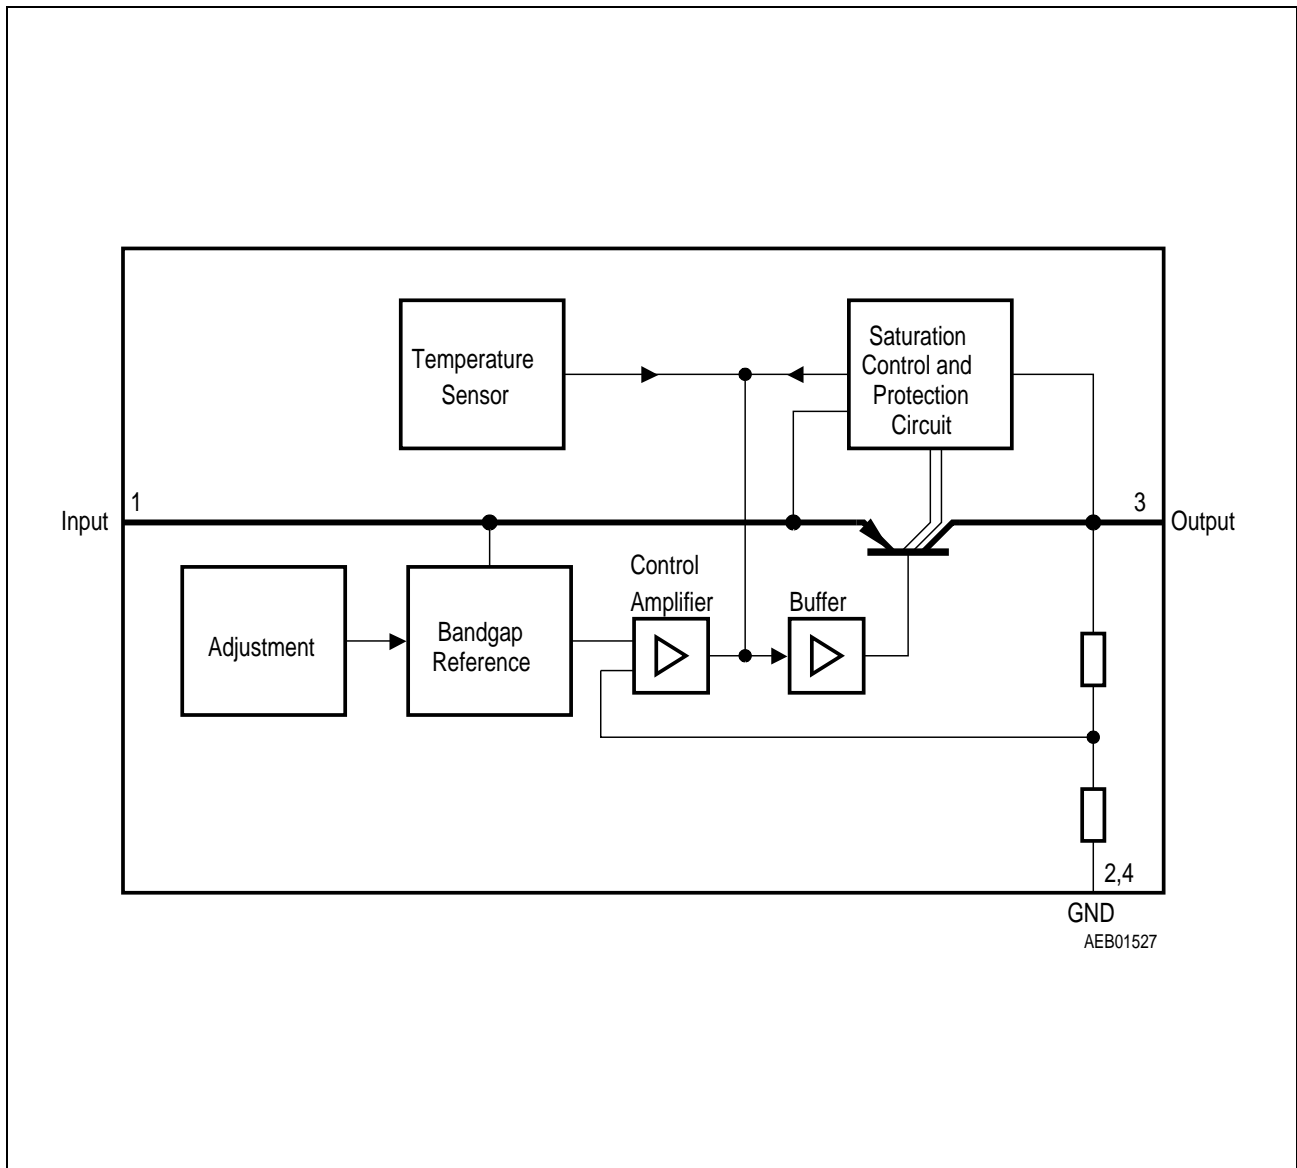 Temperature
Sensor
Saturation
Control and
Protection
Circuit
1
3
Input
Output
Adjustment
Bandgap
Reference
Control
Amplifier
Buffer
2,4
GND
AEB01527